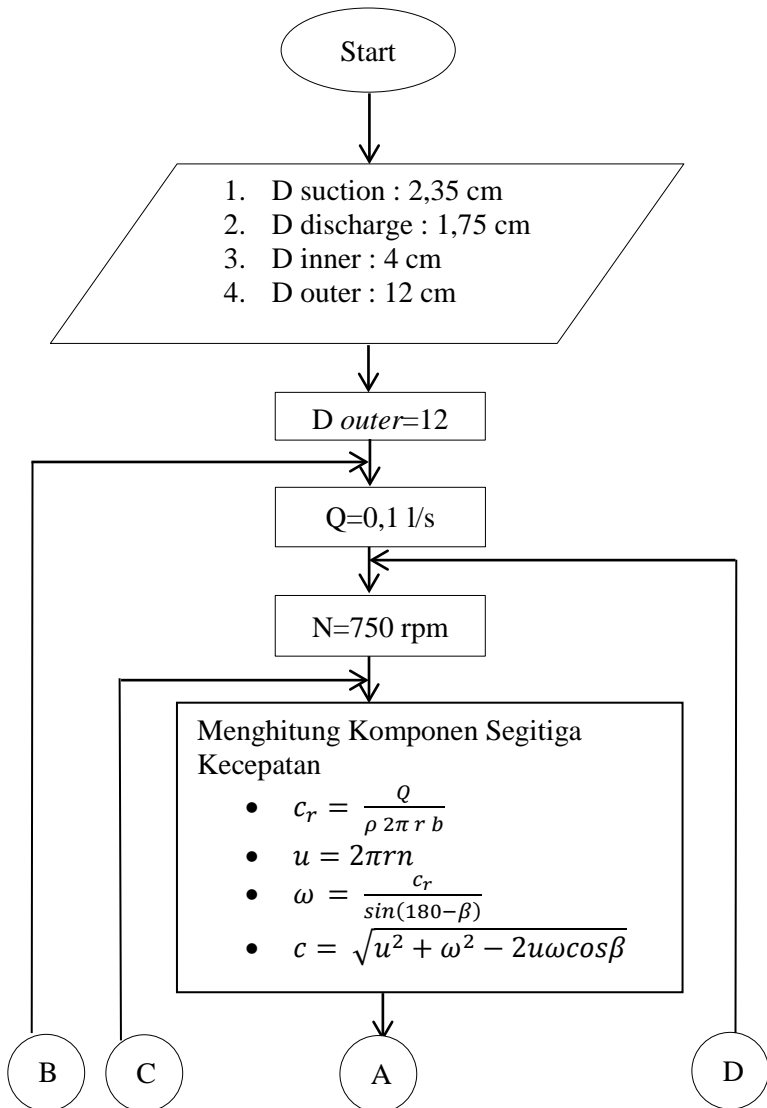 Start
1. D suction : 2,35 cm
2. D discharge : 1,75 cm
3. D inner : 4 cm
4. D outer : 12 cm
D outer=12
Q=0,1 l/s
N=750 rpm
Menghitung Komponen Segitiga
Kecepatan
• c_r = Q / (ρ 2π r b)
• u = 2πrn
• ω = c_r / sin(180−β)
• c = √(u² + ω² − 2uωcosβ)
B
C
A
D